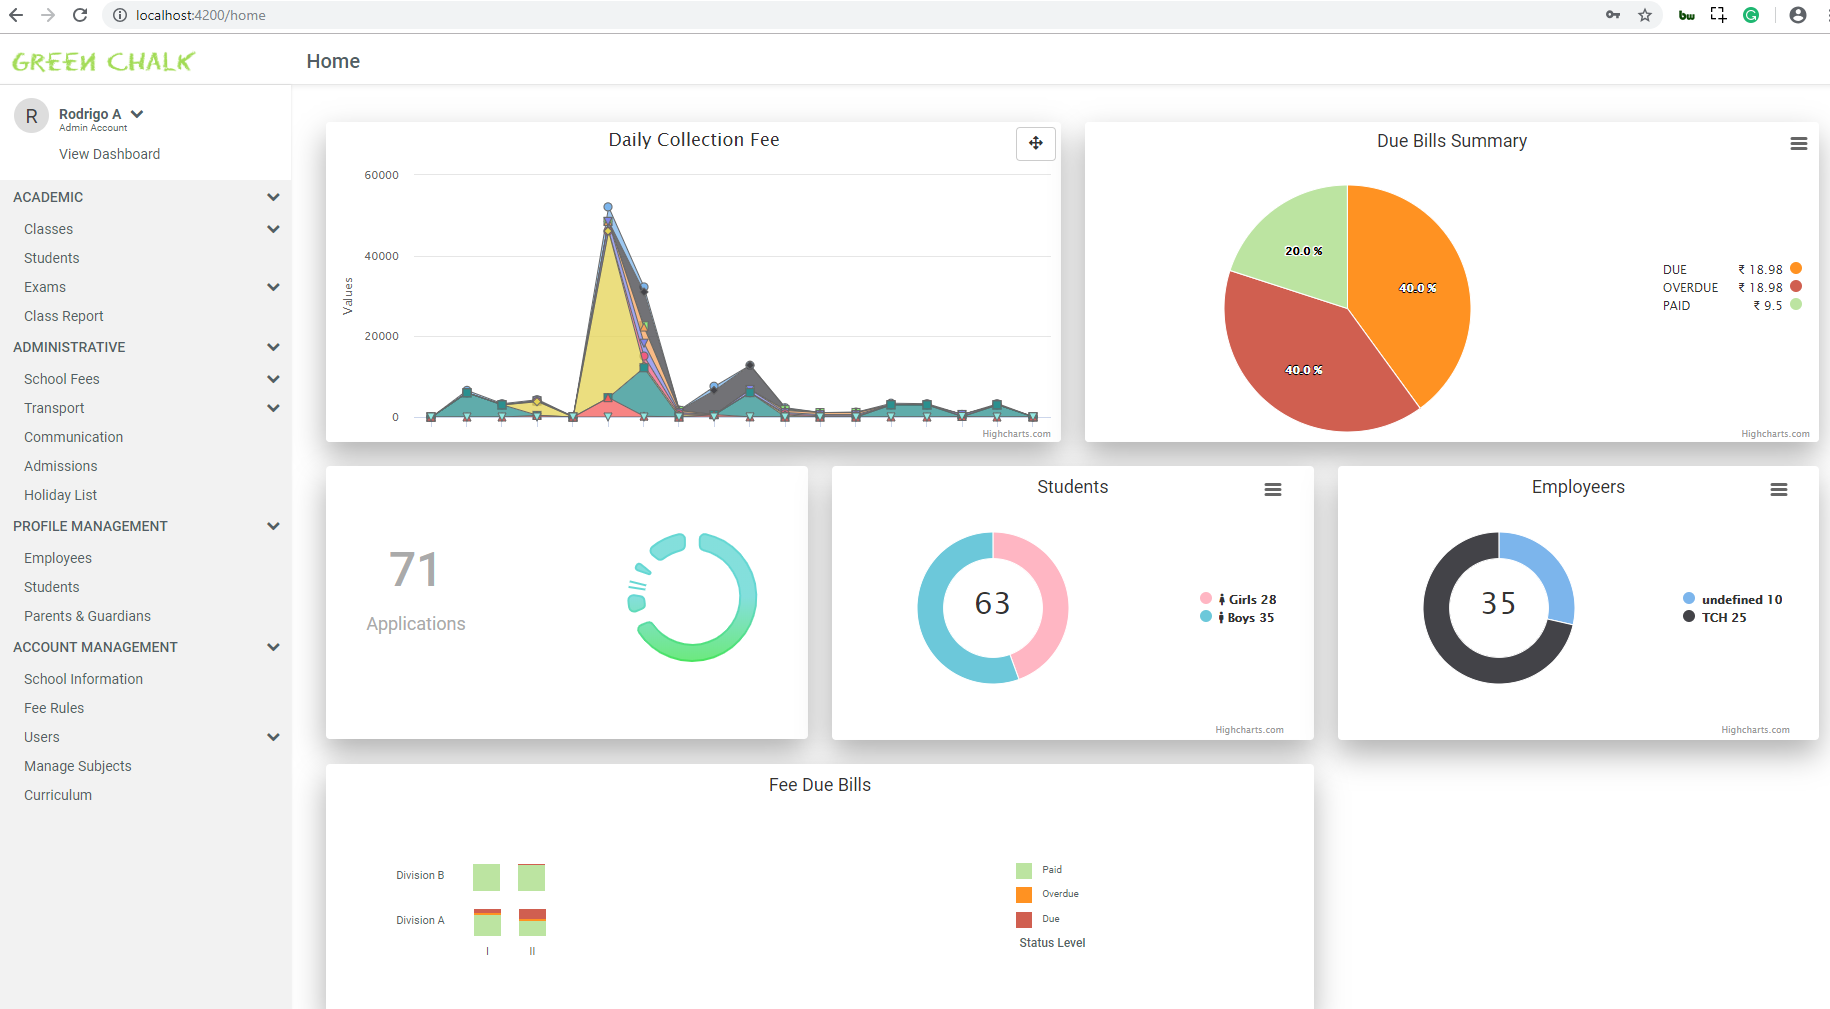 localhost:4200/home
bw
G
GREEN CHALK
Home
R
Rodrigo A
Admin Account
View Dashboard
ACADEMIC
Classes
Students
Exams
Class Report
ADMINISTRATIVE
School Fees
Transport
Communication
Admissions
Holiday List
PROFILE MANAGEMENT
Employees
Students
Parents & Guardians
ACCOUNT MANAGEMENT
School Information
Fee Rules
Users
Manage Subjects
Curriculum
Daily Collection Fee
60000
40000
20000
0
Values
Highcharts.com
Due Bills Summary
20.0 %
40.0 %
40.0 %
DUE ₹ 18.98
OVERDUE ₹ 18.98
PAID ₹ 9.5
Highcharts.com
71
Applications
Students
63
Girls 28
Boys 35
Highcharts.com
Employeers
35
undefined 10
TCH 25
Highcharts.com
Fee Due Bills
Division B
Division A
I II
Paid
Overdue
Due
Status Level